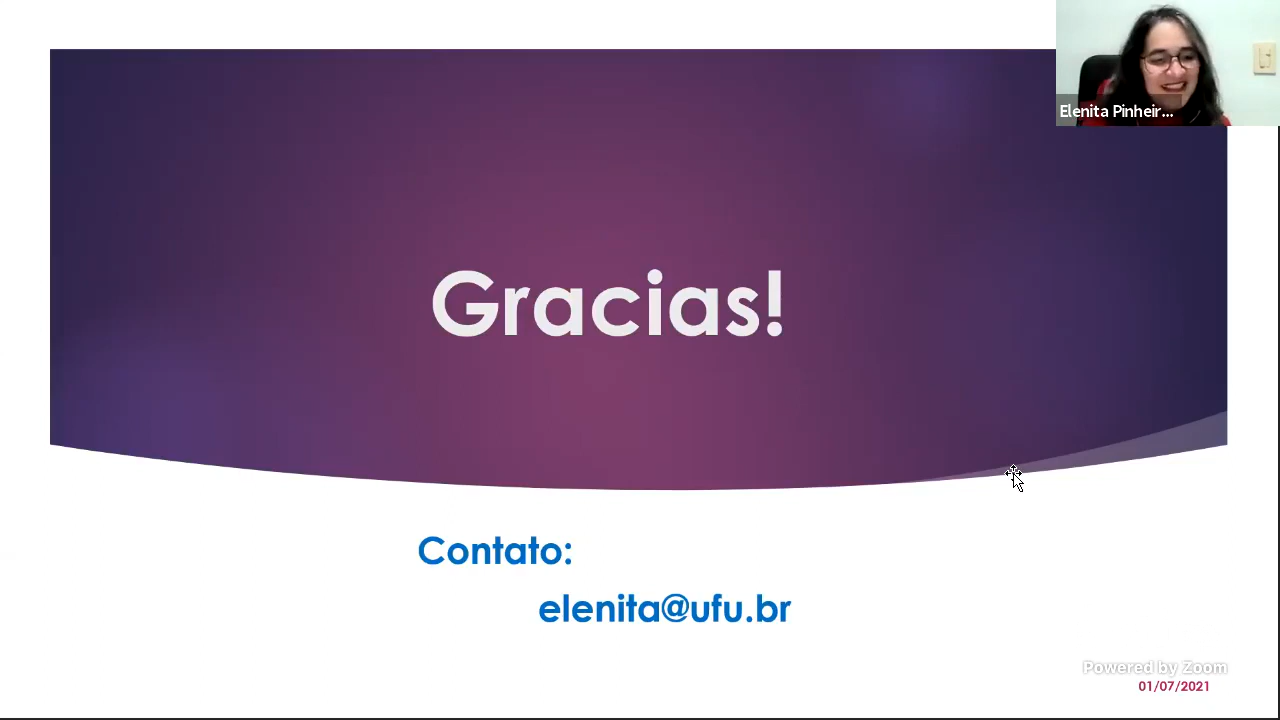 Elenita Pinheir...
Gracias!
Contato:
elenita@ufu.br
Powered by Zoom
01/07/2021